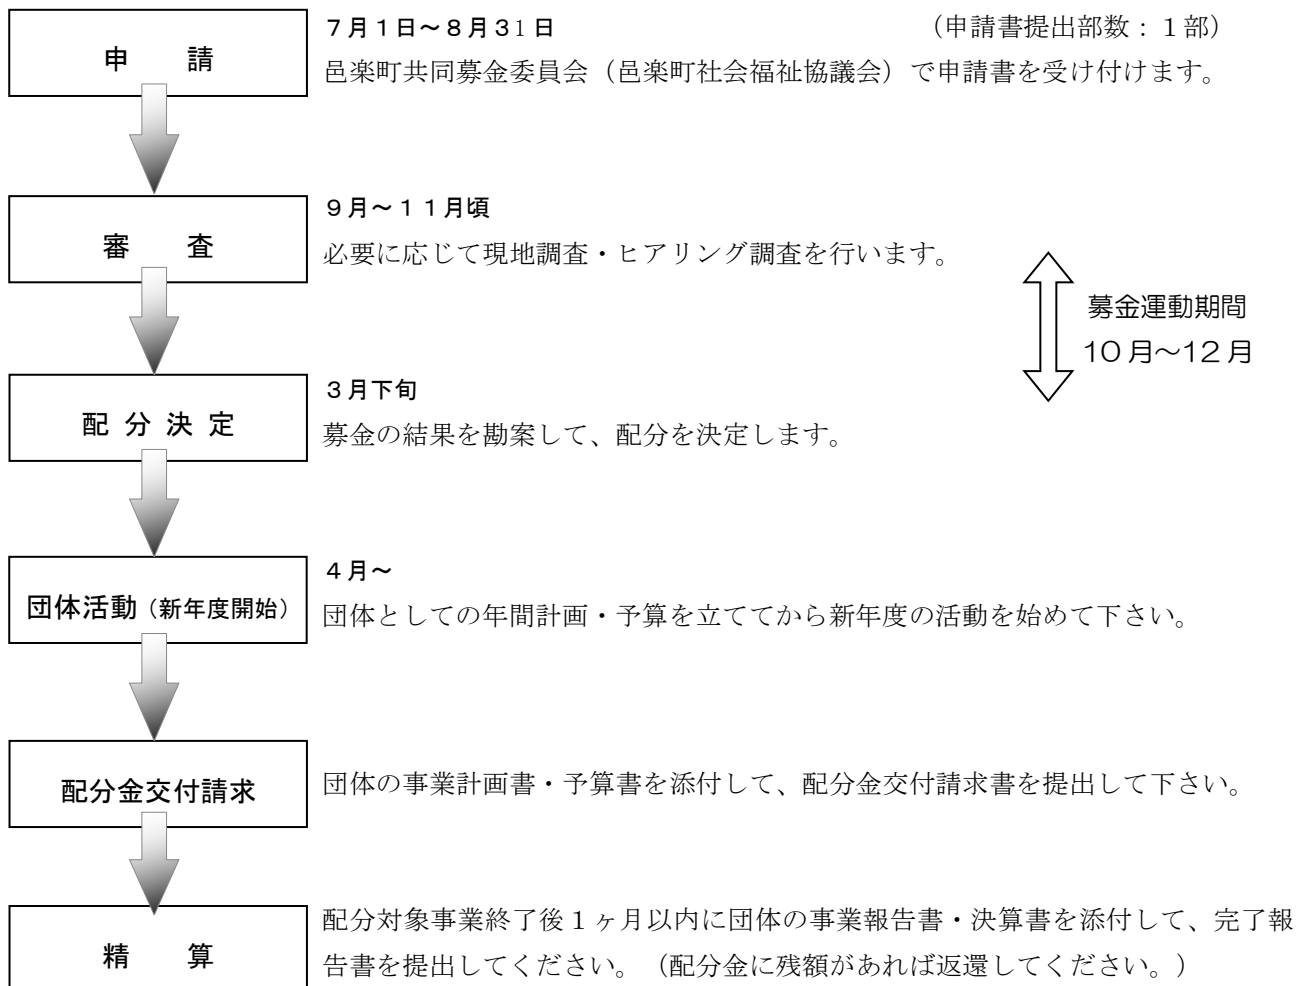 申　　請
７月１日～８月３1日　　　　　　　　　（申請書提出部数：１部）
邑楽町共同募金委員会（邑楽町社会福祉協議会）で申請書を受け付けます。
審　　査
９月～１１月頃
必要に応じて現地調査・ヒアリング調査を行います。
募金運動期間
10月～12月
配 分 決 定
３月下旬
募金の結果を勘案して、配分を決定します。
団体活動（新年度開始）
４月～
団体としての年間計画・予算を立ててから新年度の活動を始めて下さい。
配分金交付請求
団体の事業計画書・予算書を添付して、配分金交付請求書を提出して下さい。
精　　算
配分対象事業終了後１ヶ月以内に団体の事業報告書・決算書を添付して、完了報
告書を提出してください。（配分金に残額があれば返還してください。）